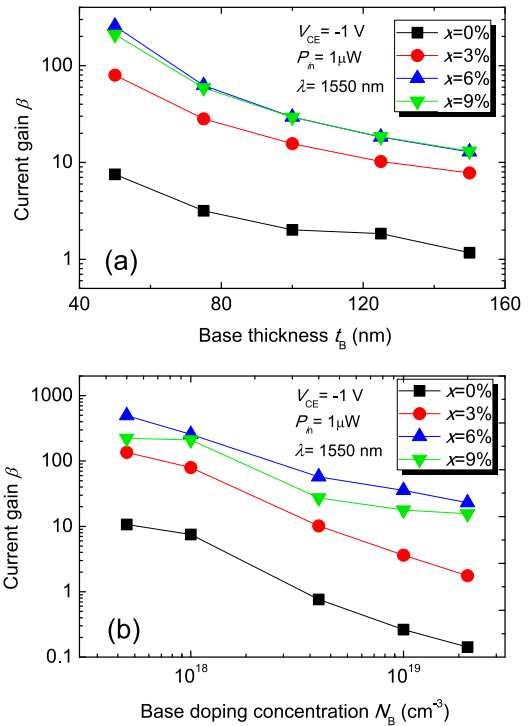 (a)
V_CE = -1 V
P_in = 1μW
λ= 1550 nm
x=0%
x=3%
x=6%
x=9%
Current gain β
100
10
1
40 80 120 160
Base thickness t_B (nm)
(b)
V_CE = -1 V
P_in = 1μW
λ= 1550 nm
x=0%
x=3%
x=6%
x=9%
Current gain β
1000
100
10
1
0.1
10^18 10^19
Base doping concentration N_B (cm^-3)